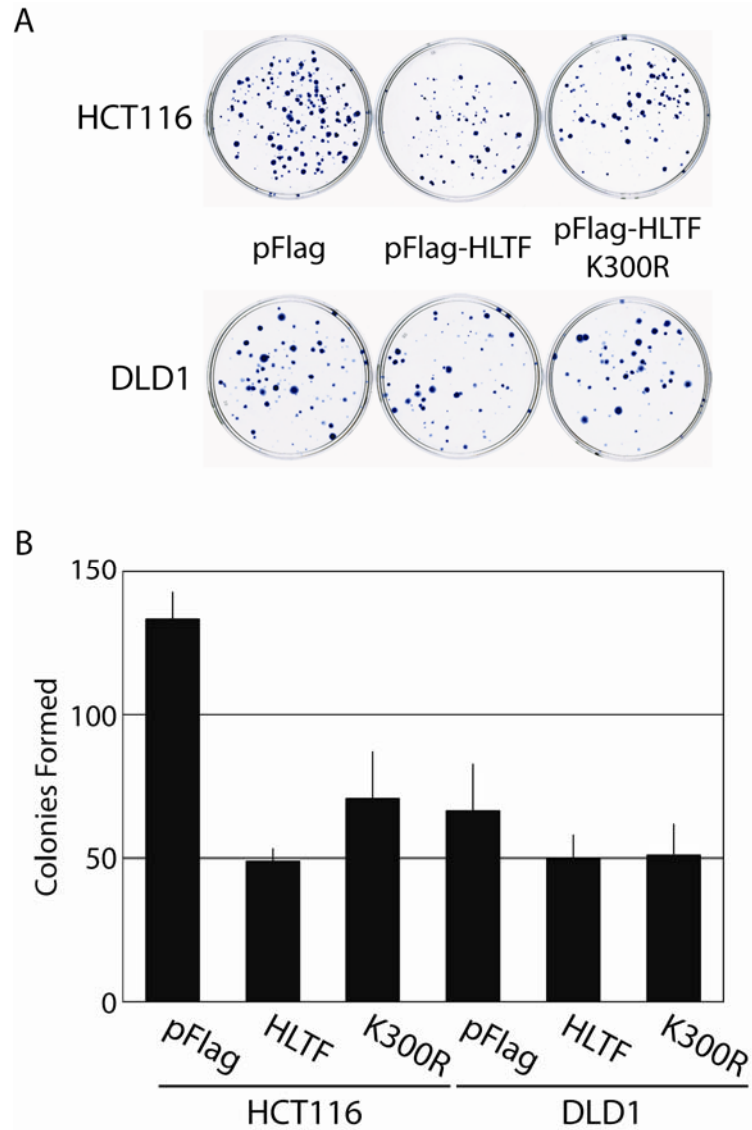 A
HCT116
pFlag
pFlag-HLTF
pFlag-HLTF
K300R
DLD1
B
Colonies Formed
150
100
50
0
pFlag
HLTF
K300R
pFlag
HLTF
K300R
HCT116
DLD1